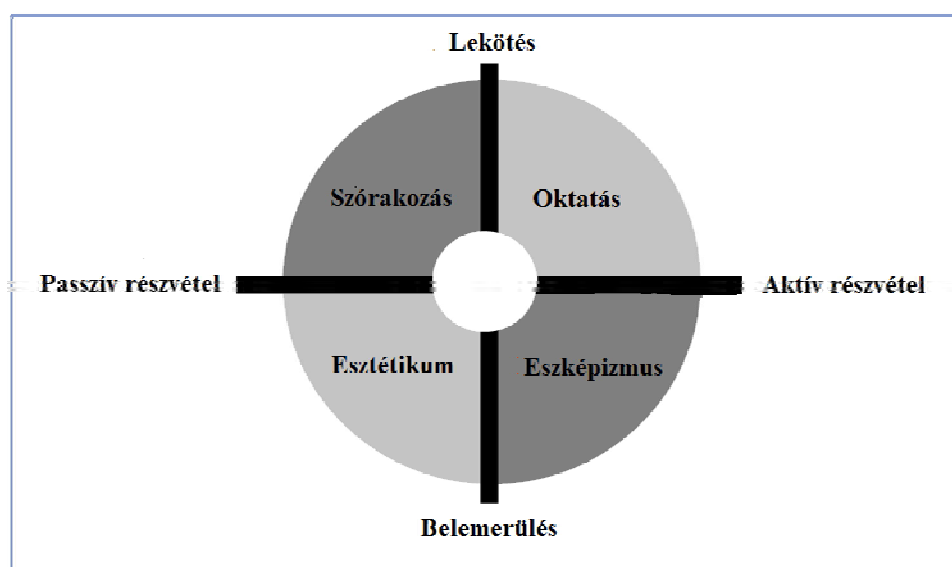 Lekötés
Szórakozás
Oktatás
Passzív részvétel
Aktív részvétel
Esztétikum
Eszképizmus
Belemerülés